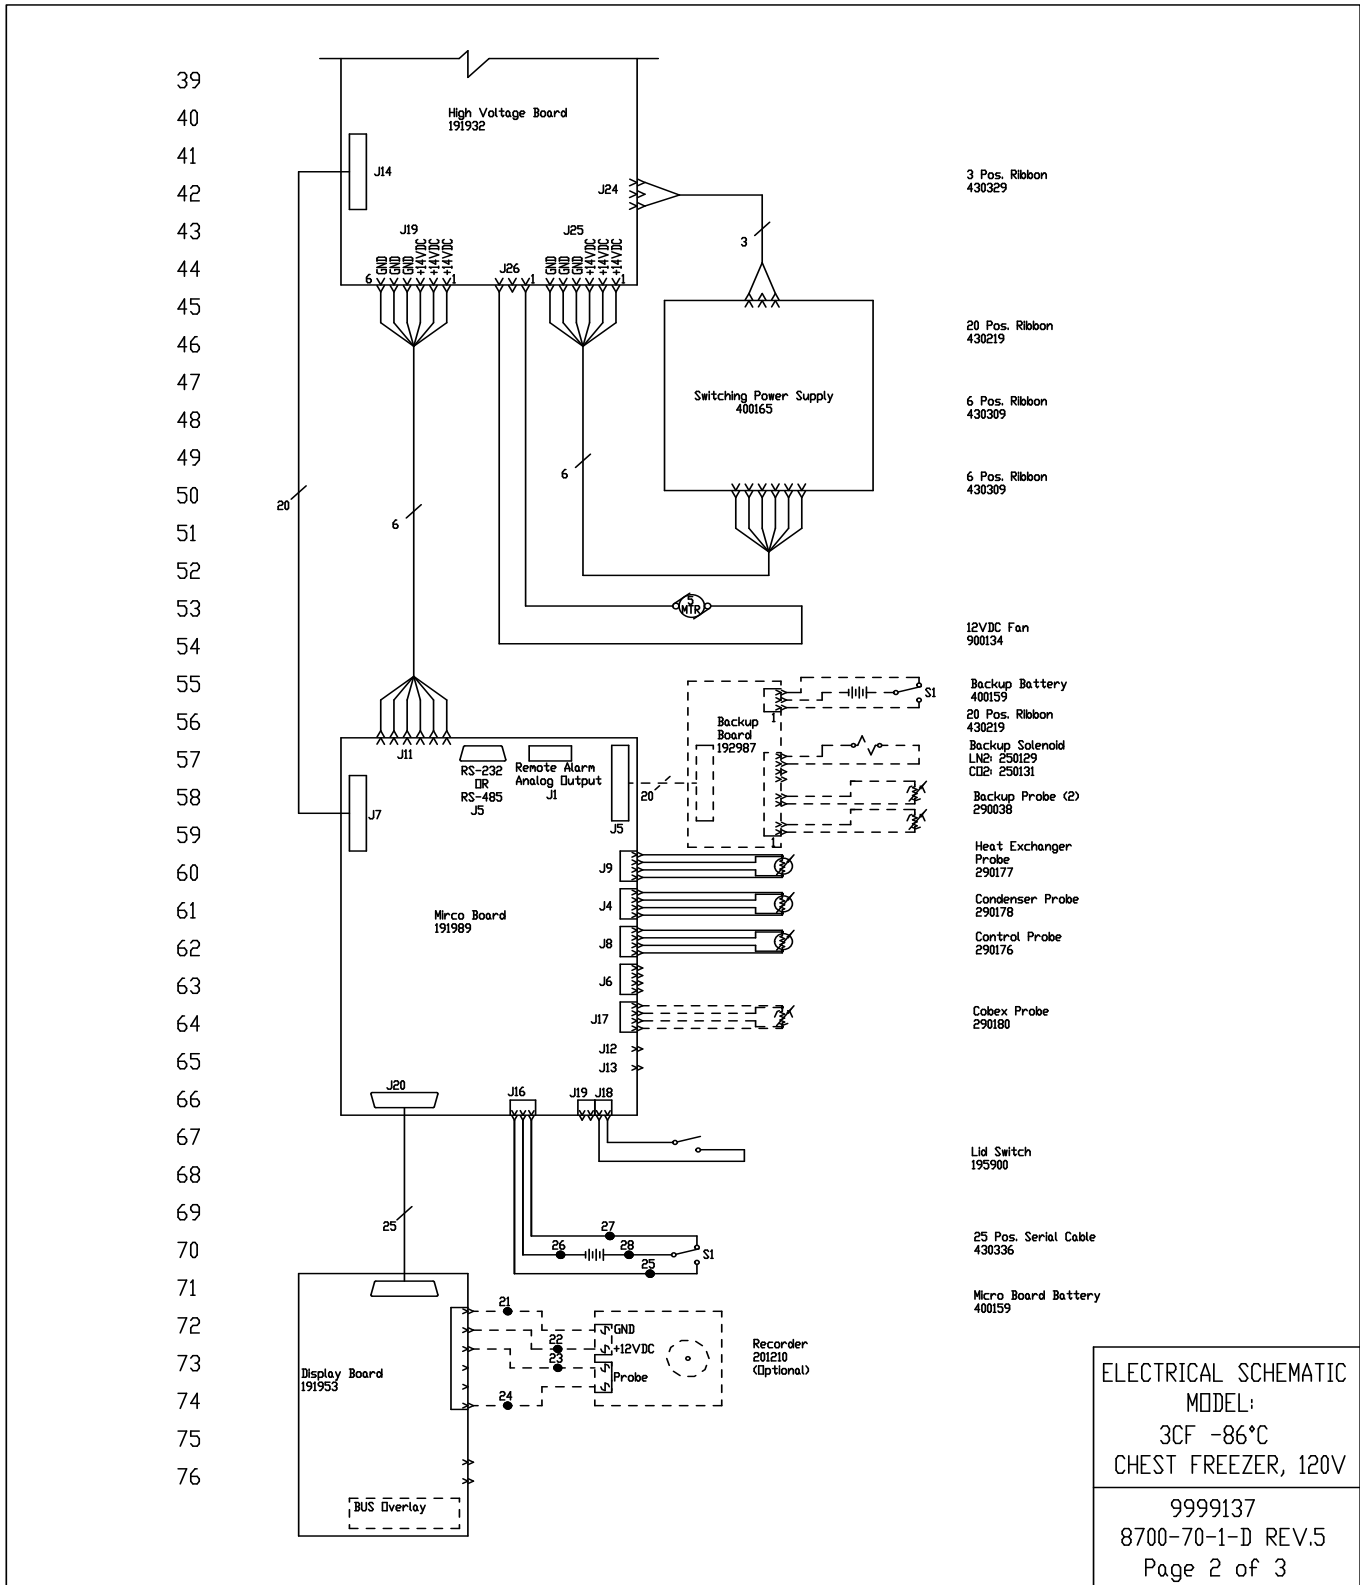 39
40
High Voltage Board
191932
41
J14
3 Pos. Ribbon
430329
42
J24
43
J19
J25
3
44
GND
GND
GND
+14VDC
+14VDC
+14VDC
J26
GND
GND
GND
+14VDC
+14VDC
+14VDC
6
1
1
1
45
20 Pos. Ribbon
430219
46
47
Switching Power Supply
400165
6 Pos. Ribbon
430309
48
49
6
6 Pos. Ribbon
430309
50
20
6
51
52
53
5
MTR
12VDC Fan
900134
54
55
S1
Backup Battery
400159
56
Backup
Board
192987
1
20 Pos. Ribbon
430219
57
J11
RS-232
OR
RS-485
J5
Remote Alarm
Analog Output
J1
Backup Solenoid
LN2: 250129
CO2: 250131
58
20
Backup Probe (2)
290038
J7
J5
59
1
Heat Exchanger
Probe
290177
60
J9
61
J4
Condenser Probe
290178
Mirco Board
191989
62
J8
Control Probe
290176
63
J6
64
J17
Cobex Probe
290180
J12
65
J13
66
J20
J16
J19
J18
67
Lid Switch
195900
68
69
25
27
25 Pos. Serial Cable
430336
70
26
28
S1
25
71
Micro Board Battery
400159
21
72
GND
22
+12VDC
Recorder
201210
(Optional)
73
23
Display Board
191953
Probe
74
24
75
76
BUS Overlay
ELECTRICAL SCHEMATIC
MODEL:
3CF -86°C
CHEST FREEZER, 120V
9999137
8700-70-1-D REV.5
Page 2 of 3